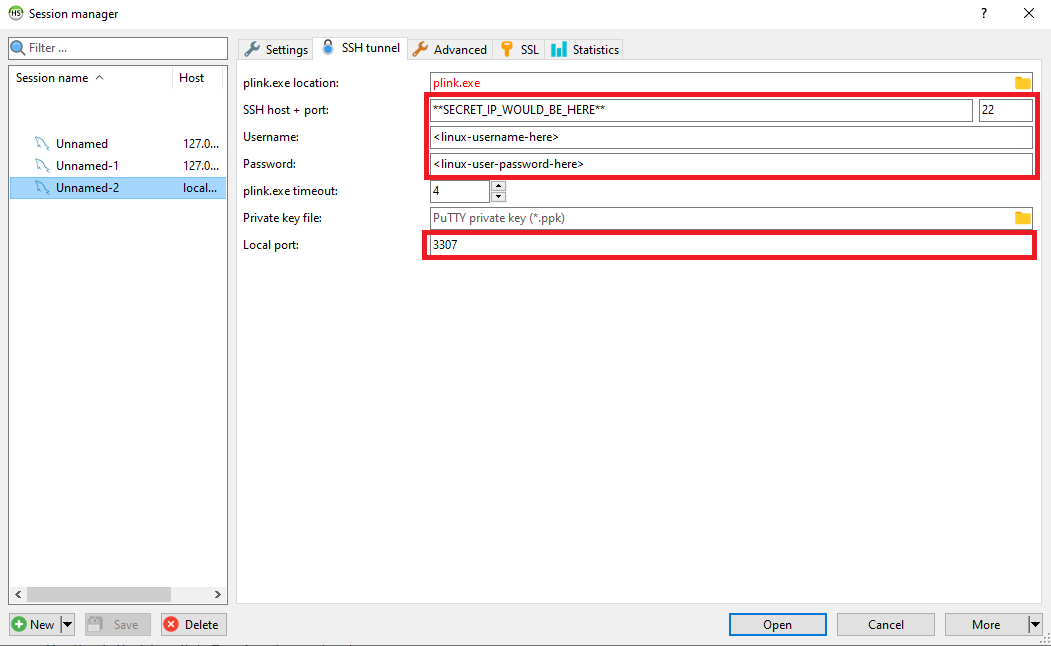 HS Session manager ?
Filter ...
Session name Host
Unnamed 127.0...
Unnamed-1 127.0...
Unnamed-2 local...
Settings SSH tunnel Advanced SSL Statistics
plink.exe location: plink.exe
SSH host + port: **SECRET_IP_WOULD_BE_HERE** 22
Username: <linux-username-here>
Password: <linux-user-password-here>
plink.exe timeout: 4
Private key file: PuTTY private key (*.ppk)
Local port: 3307
New Save Delete Open Cancel More